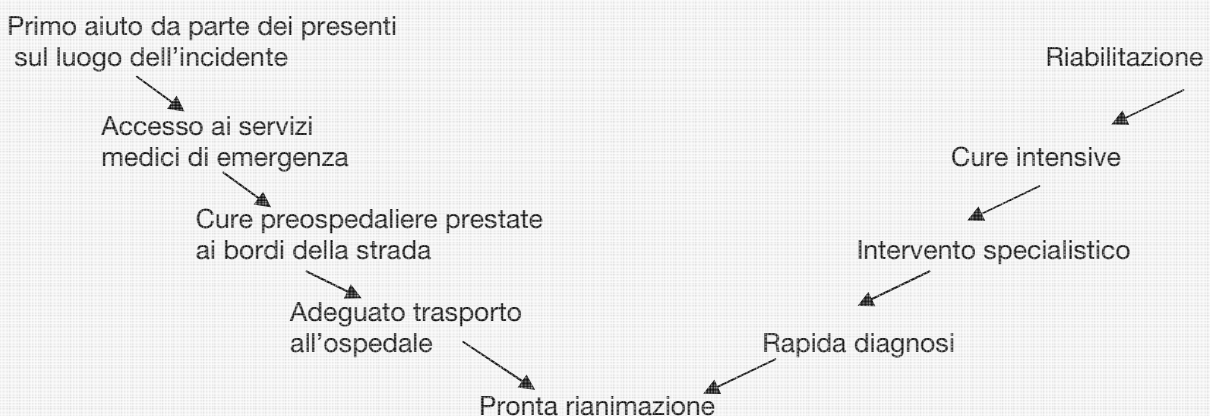 Primo aiuto da parte dei presenti
sul luogo dell'incidente
Accesso ai servizi
medici di emergenza
Cure preospedaliere prestate
ai bordi della strada
Adeguato trasporto
all'ospedale
Pronta rianimazione
Rapida diagnosi
Intervento specialistico
Cure intensive
Riabilitazione